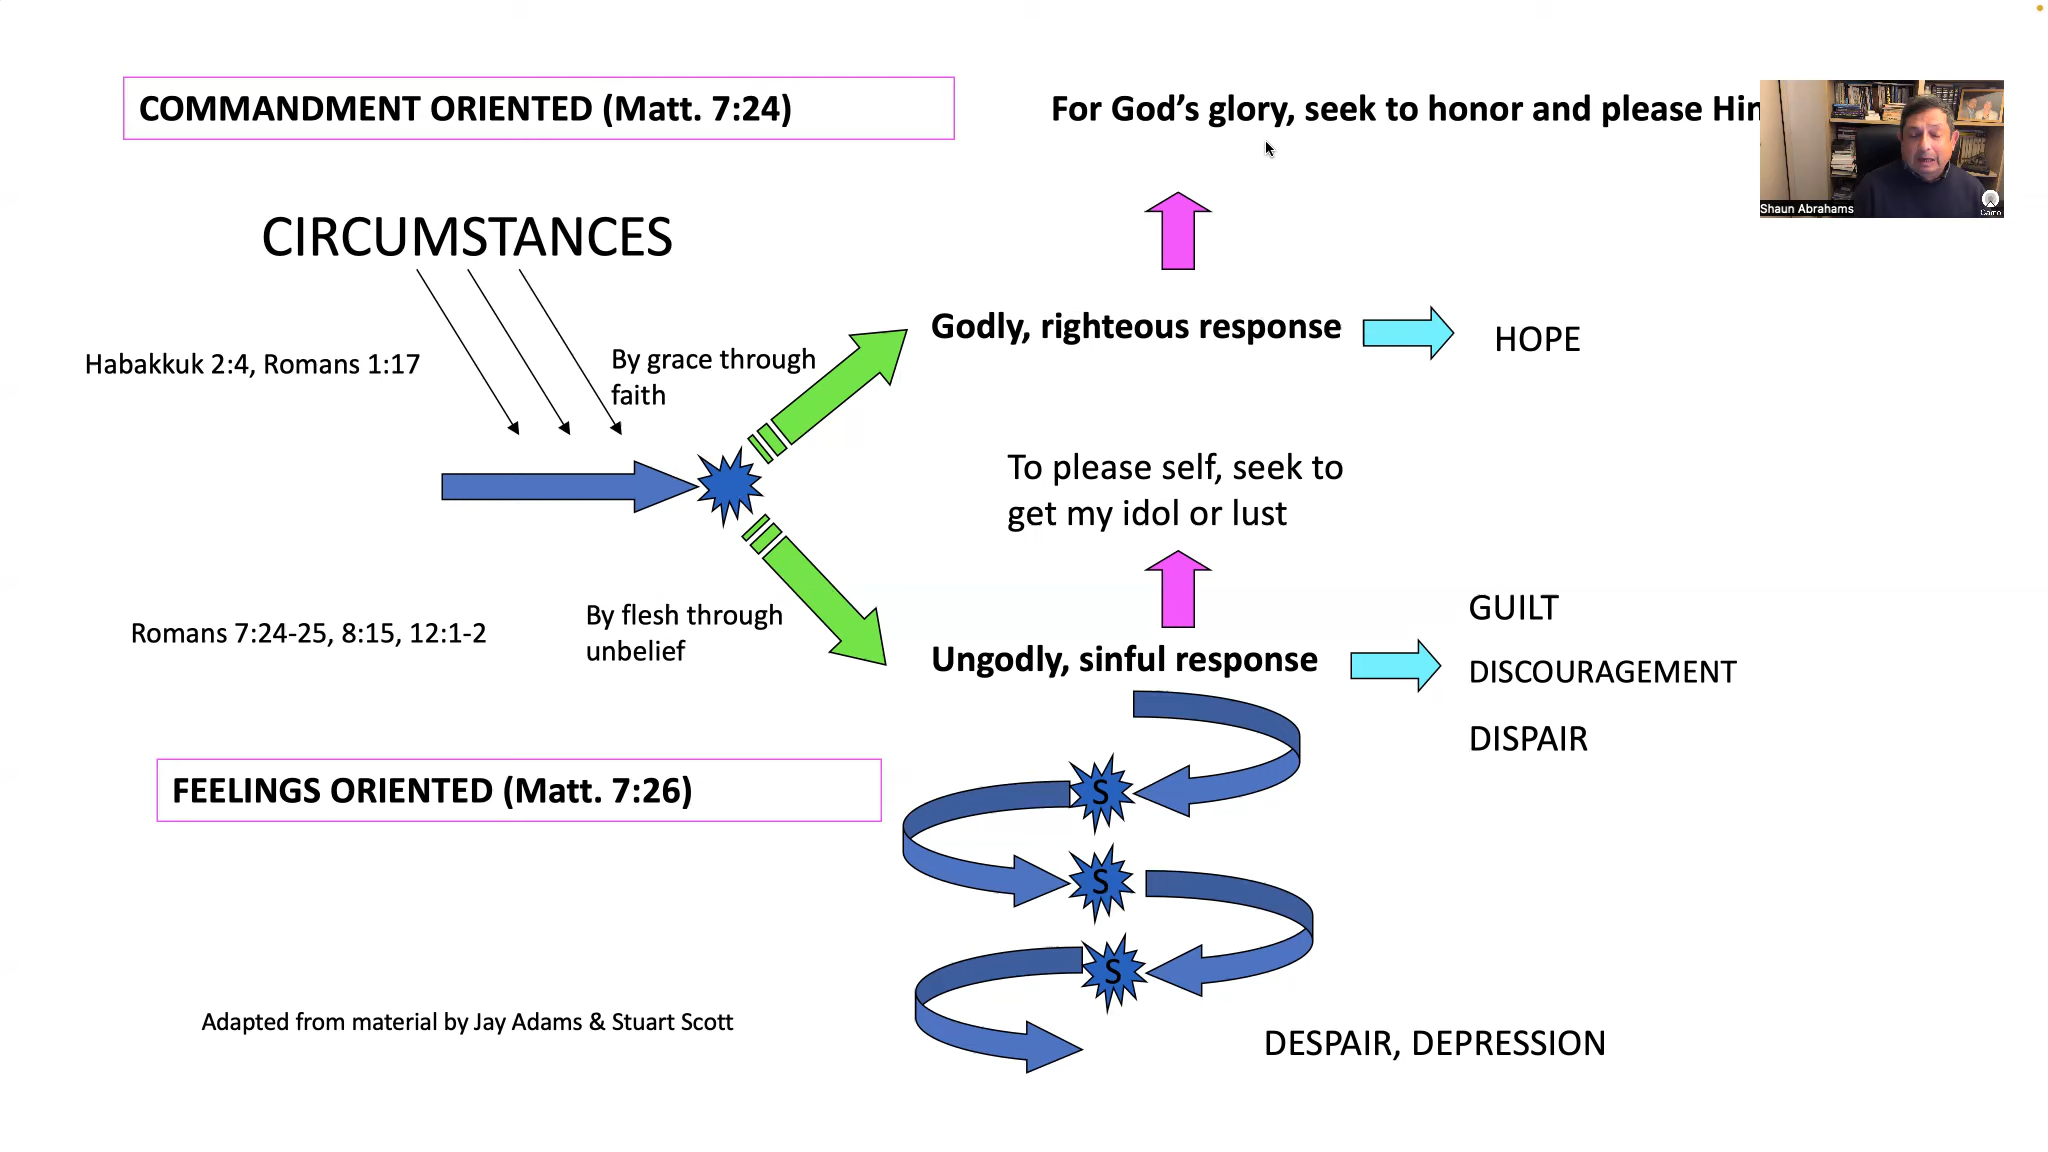 COMMANDMENT ORIENTED (Matt. 7:24)
For God’s glory, seek to honor and please
Shaun Abrahams
CIRCUMSTANCES
Habakkuk 2:4, Romans 1:17
By grace through
faith
Godly, righteous response
HOPE
To please self, seek to
get my idol or lust
Romans 7:24-25, 8:15, 12:1-2
By flesh through
unbelief
Ungodly, sinful response
GUILT
DISCOURAGEMENT
DISPAIR
FEELINGS ORIENTED (Matt. 7:26)
S
S
S
Adapted from material by Jay Adams & Stuart Scott
DESPAIR, DEPRESSION